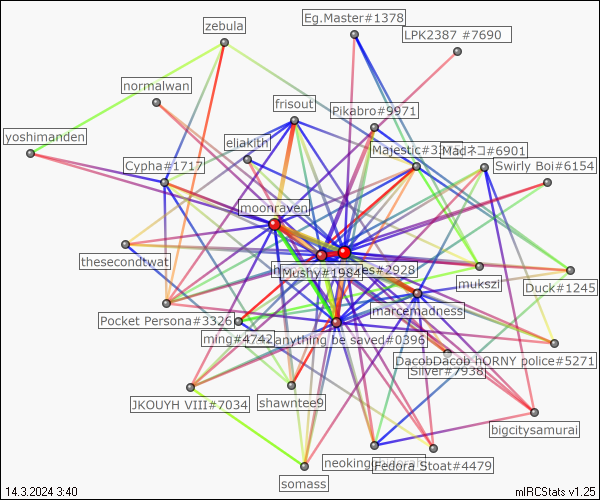 Eg.Master#1378
zebula
LPK2387 #7690
normalwan
frisout
Pikabro#9971
yoshimanden
eliakith
Majestic#3
Madネコ#6901
Cypha#1717
Swirly Boi#6154
moonraven
thesecondtwat
es#2928
Mushy#1984
mukszi
Duck#1245
Pocket Persona#3326
marcemadness
ming#4742
anything be saved#0396
DacobDacob
hORNY police#5271
Silver#7938
JKOUYH VIII#7034
shawntee9
bigcitysamurai
neoking
Fedora Stoat#4479
somass
14.3.2024 3:40
mIRCStats v1.25